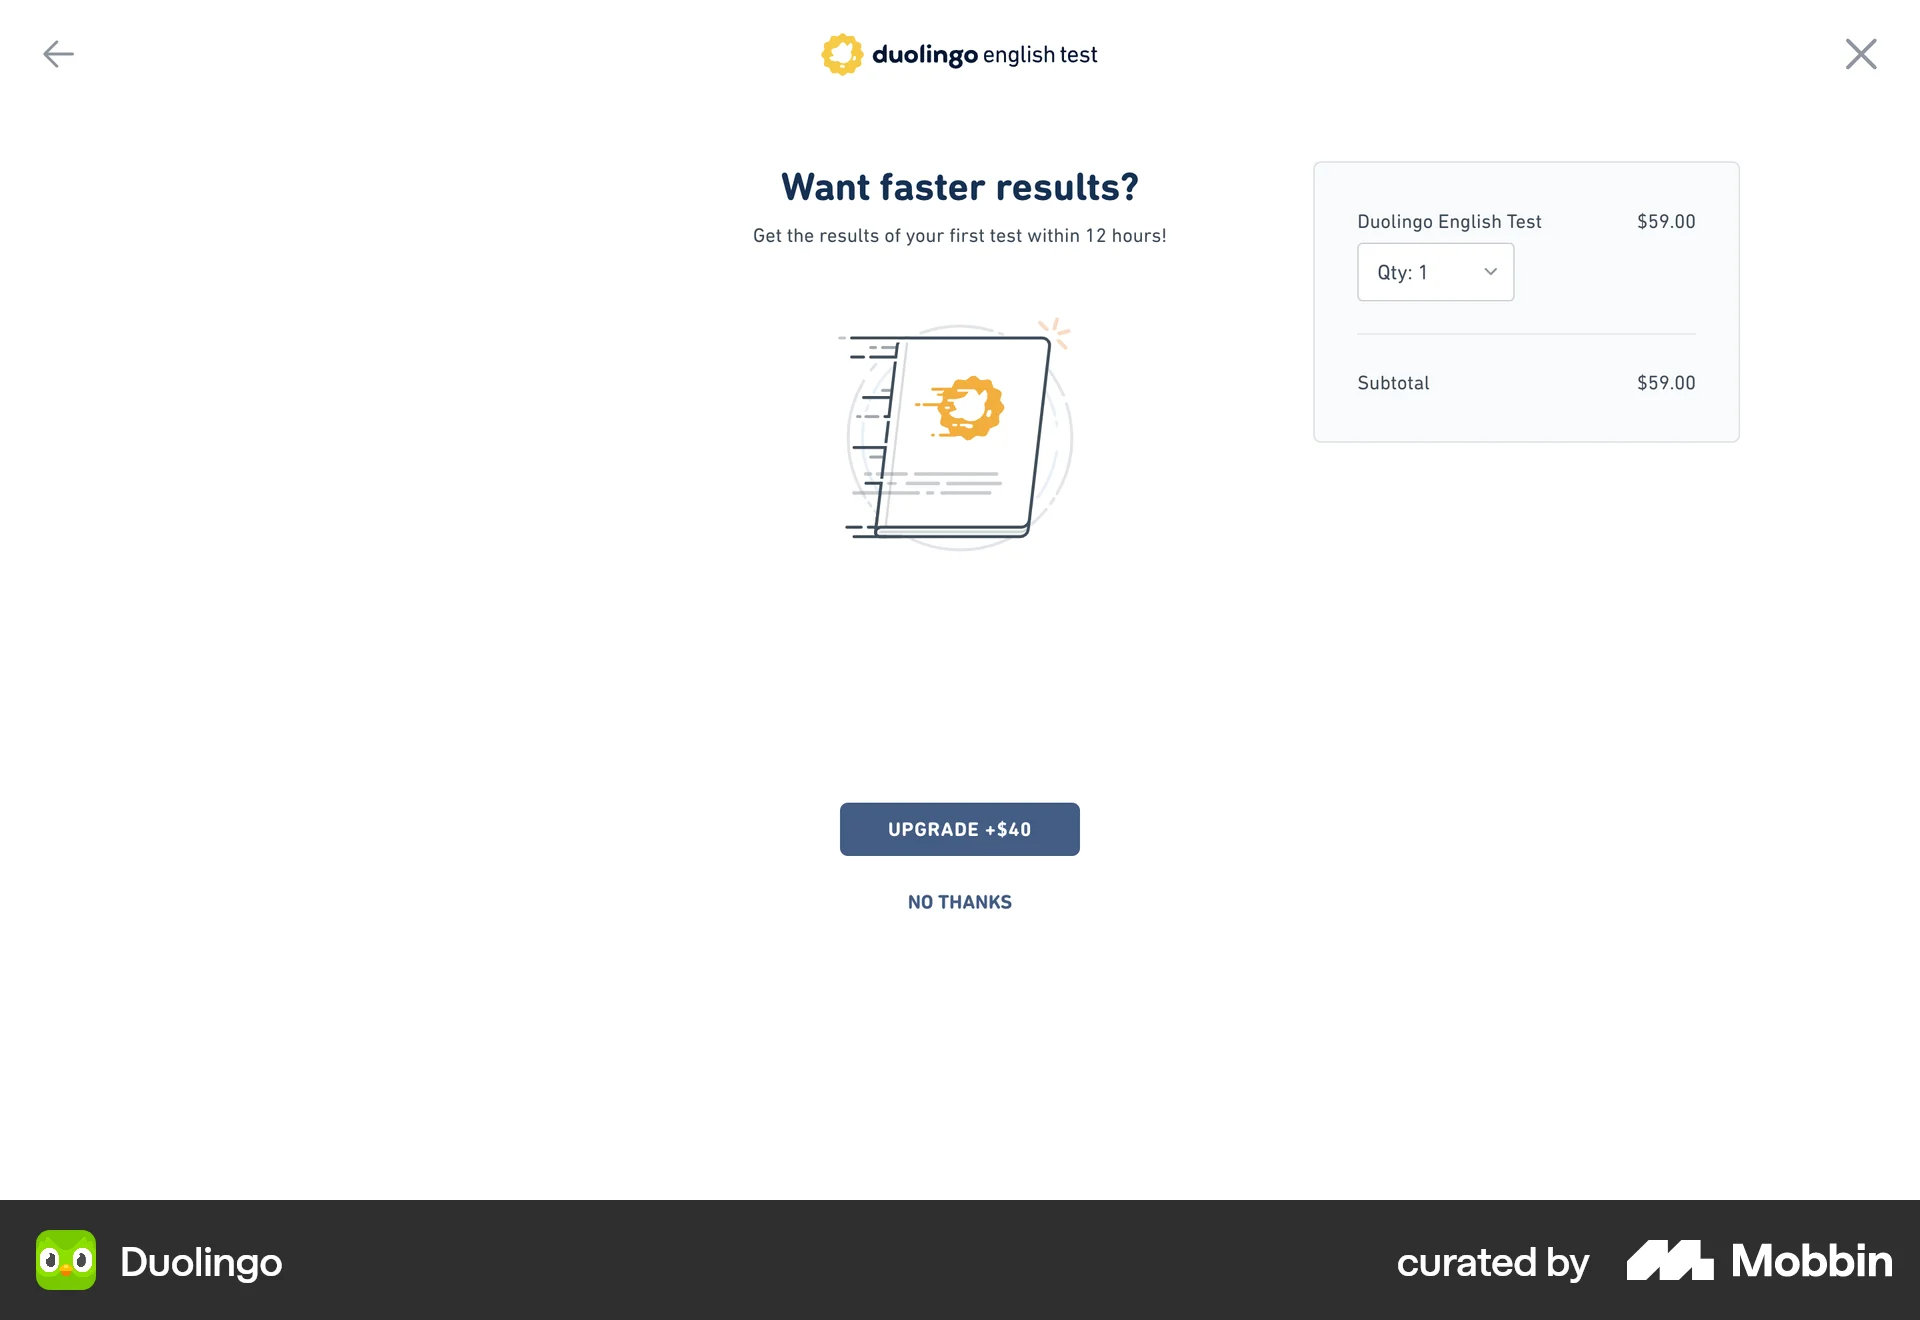 duolingo english test
Want faster results?
Get the results of your first test within 12 hours!
Duolingo English Test $59.00
Qty: 1
Subtotal $59.00
UPGRADE +$40
NO THANKS
Duolingo
curated by Mobbin